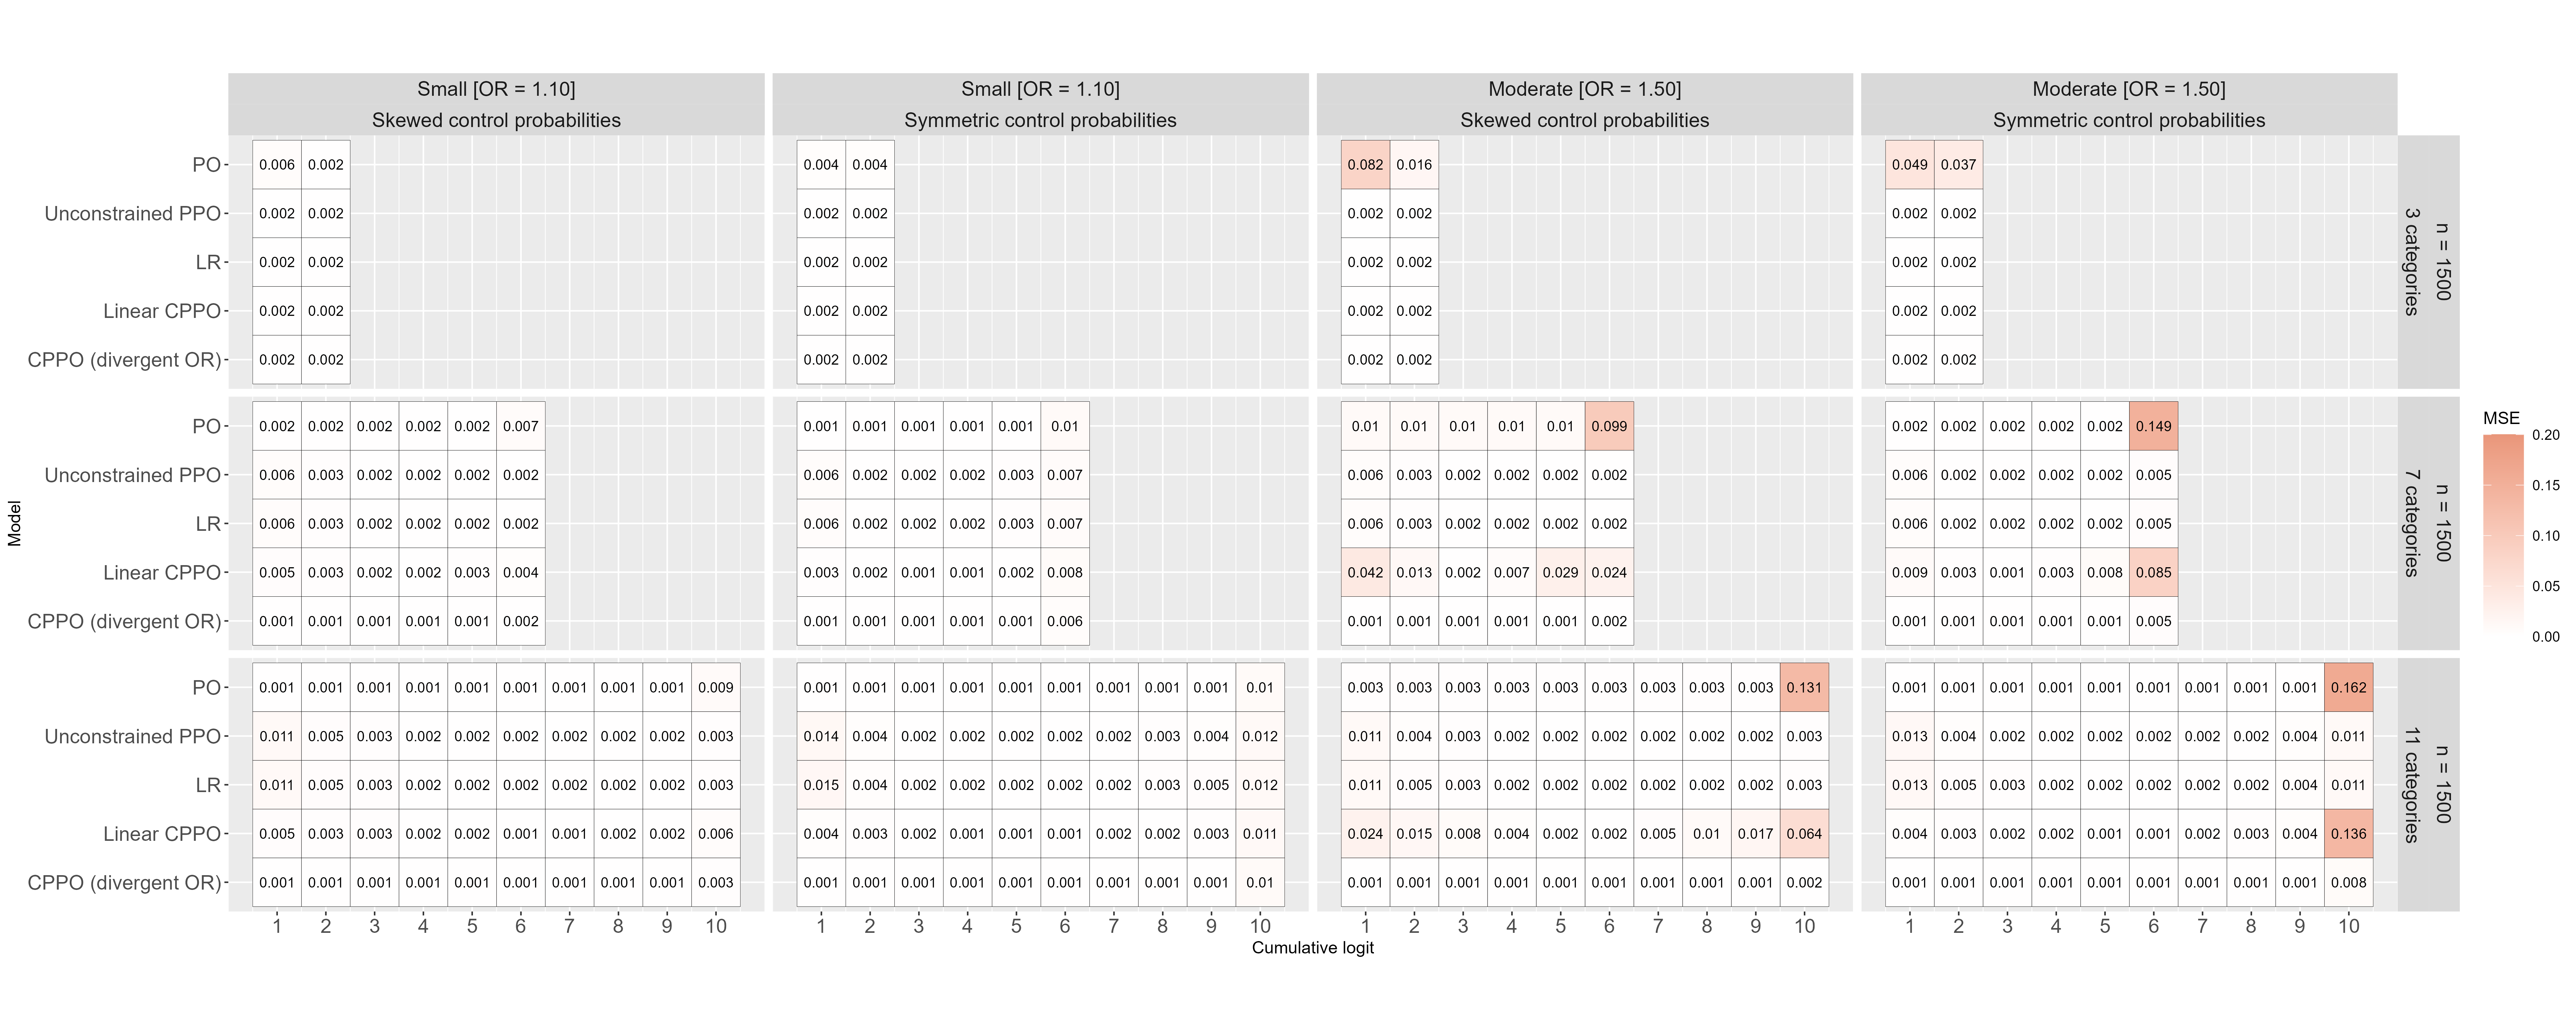 Small [OR = 1.10] Small [OR = 1.10] Moderate [OR = 1.50] Moderate [OR = 1.50]
Skewed control probabilities Symmetric control probabilities Skewed control probabilities Symmetric control probabilities
PO 0.006 0.002 0.004 0.004 0.082 0.016 0.049 0.037
Unconstrained PPO 0.002 0.002 0.002 0.002 0.002 0.002 0.002 0.002
LR 0.002 0.002 0.002 0.002 0.002 0.002 0.002 0.002
Linear CPPO 0.002 0.002 0.002 0.002 0.002 0.002 0.002 0.002
CPPO (divergent OR) 0.002 0.002 0.002 0.002 0.002 0.002 0.002 0.002
n = 1500
3 categories
PO 0.002 0.002 0.002 0.002 0.002 0.007 0.001 0.001 0.001 0.001 0.001 0.01 0.01 0.01 0.01 0.01 0.01 0.099 0.002 0.002 0.002 0.002 0.002 0.149
Unconstrained PPO 0.006 0.003 0.002 0.002 0.002 0.002 0.006 0.002 0.002 0.002 0.003 0.007 0.006 0.003 0.002 0.002 0.002 0.002 0.006 0.002 0.002 0.002 0.002 0.005
LR 0.006 0.003 0.002 0.002 0.002 0.002 0.006 0.002 0.002 0.002 0.003 0.007 0.006 0.003 0.002 0.002 0.002 0.002 0.006 0.002 0.002 0.002 0.002 0.005
Linear CPPO 0.005 0.003 0.002 0.002 0.003 0.004 0.003 0.002 0.001 0.001 0.002 0.008 0.042 0.013 0.002 0.007 0.029 0.024 0.009 0.003 0.001 0.003 0.008 0.085
CPPO (divergent OR) 0.001 0.001 0.001 0.001 0.001 0.002 0.001 0.001 0.001 0.001 0.001 0.006 0.001 0.001 0.001 0.001 0.001 0.002 0.001 0.001 0.001 0.001 0.001 0.005
n = 1500
7 categories
PO 0.001 0.001 0.001 0.001 0.001 0.001 0.001 0.001 0.001 0.009 0.001 0.001 0.001 0.001 0.001 0.001 0.001 0.001 0.001 0.01 0.003 0.003 0.003 0.003 0.003 0.003 0.003 0.003 0.003 0.131 0.001 0.001 0.001 0.001 0.001 0.001 0.001 0.001 0.001 0.162
Unconstrained PPO 0.011 0.005 0.003 0.002 0.002 0.002 0.002 0.002 0.002 0.003 0.014 0.004 0.002 0.002 0.002 0.002 0.002 0.003 0.004 0.012 0.011 0.004 0.003 0.002 0.002 0.002 0.002 0.002 0.002 0.003 0.013 0.004 0.002 0.002 0.002 0.002 0.002 0.002 0.004 0.011
LR 0.011 0.005 0.003 0.002 0.002 0.002 0.002 0.002 0.002 0.003 0.015 0.004 0.002 0.002 0.002 0.002 0.002 0.003 0.005 0.012 0.011 0.005 0.003 0.002 0.002 0.002 0.002 0.002 0.002 0.003 0.013 0.005 0.003 0.002 0.002 0.002 0.002 0.002 0.004 0.011
Linear CPPO 0.005 0.003 0.003 0.002 0.002 0.001 0.001 0.002 0.002 0.006 0.004 0.003 0.002 0.001 0.001 0.001 0.002 0.002 0.003 0.011 0.024 0.015 0.008 0.004 0.002 0.002 0.005 0.01 0.017 0.064 0.004 0.003 0.002 0.002 0.001 0.001 0.002 0.003 0.004 0.136
CPPO (divergent OR) 0.001 0.001 0.001 0.001 0.001 0.001 0.001 0.001 0.001 0.003 0.001 0.001 0.001 0.001 0.001 0.001 0.001 0.001 0.001 0.01 0.001 0.001 0.001 0.001 0.001 0.001 0.001 0.001 0.001 0.002 0.001 0.001 0.001 0.001 0.001 0.001 0.001 0.001 0.001 0.008
n = 1500
11 categories
1 2 3 4 5 6 7 8 9 10 1 2 3 4 5 6 7 8 9 10 1 2 3 4 5 6 7 8 9 10 1 2 3 4 5 6 7 8 9 10
Cumulative logit
Model
MSE
0.20
0.15
0.10
0.05
0.00